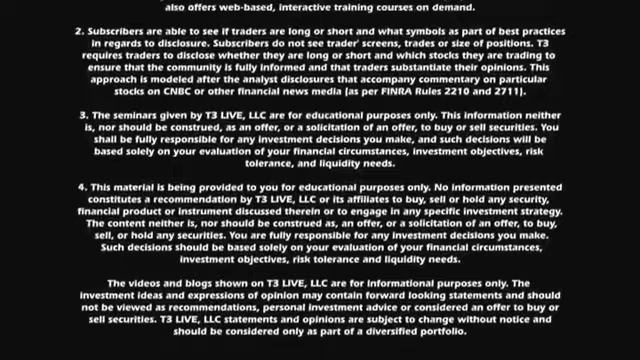 also offers web-based, interactive training courses on demand.
2. Subscribers are able to see if traders are long or short and what symbols as part of best practices
in regards to disclosure. Subscribers do not see trader' screens, trades or size of positions. T3
requires traders to disclose whether they are long or short and which stocks they are trading to
ensure that the community is fully informed and that traders substantiate their opinions. This
approach is modeled after the analyst disclosures that accompany commentary on particular
stocks on CNBC or other financial news media (as per FINRA Rules 2210 and 2711).
3. The seminars given by T3 LIVE, LLC are for educational purposes only. This information neither
is, nor should be construed, as an offer, or a solicitation of an offer, to buy or sell securities. You
shall be fully responsible for any investment decisions you make, and such decisions will be
based solely on your evaluation of your financial circumstances, investment objectives, risk
tolerance, and liquidity needs.
4. This material is being provided to you for educational purposes only. No information presented
constitutes a recommendation by T3 LIVE, LLC or its affiliates to buy, sell or hold any security,
financial product or instrument discussed therein or to engage in any specific investment strategy.
The content neither is, nor should be construed as, an offer, or a solicitation of an offer, to buy,
sell, or hold any securities. You are fully responsible for any investment decisions you make.
Such decisions should be based solely on your evaluation of your financial circumstances,
investment objectives, risk tolerance and liquidity needs.
The videos and blogs shown on T3 LIVE, LLC are for informational purposes only. The
investment ideas and expressions of opinion may contain forward looking statements and should
not be viewed as recommendations, personal investment advice or considered an offer to buy or
sell securities. T3 LIVE, LLC statements and opinions are subject to change without notice and
should be considered only as part of a diversified portfolio.